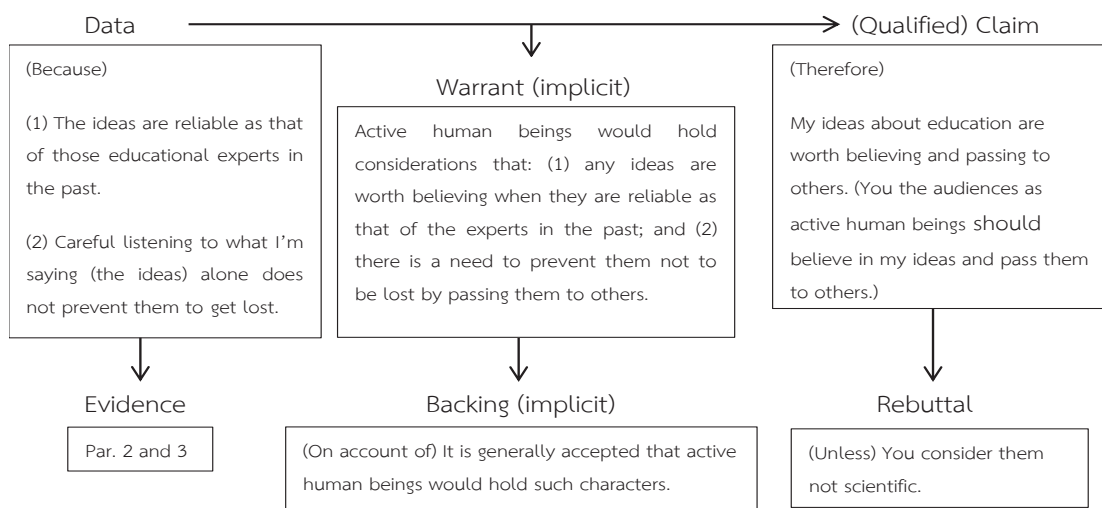 Data
(Qualified) Claim
(Because)
(1) The ideas are reliable as that
of those educational experts in
the past.
(2) Careful listening to what I'm
saying (the ideas) alone does
not prevent them to get lost.
Warrant (implicit)
Active human beings would hold
considerations that: (1) any ideas are
worth believing when they are reliable as
that of the experts in the past; and (2)
there is a need to prevent them not to
be lost by passing them to others.
(Therefore)
My ideas about education are
worth believing and passing to
others. (You the audiences as
active human beings should
believe in my ideas and pass them
to others.)
Evidence
Par. 2 and 3
Backing (implicit)
(On account of) It is generally accepted that active
human beings would hold such characters.
Rebuttal
(Unless) You consider them
not scientific.